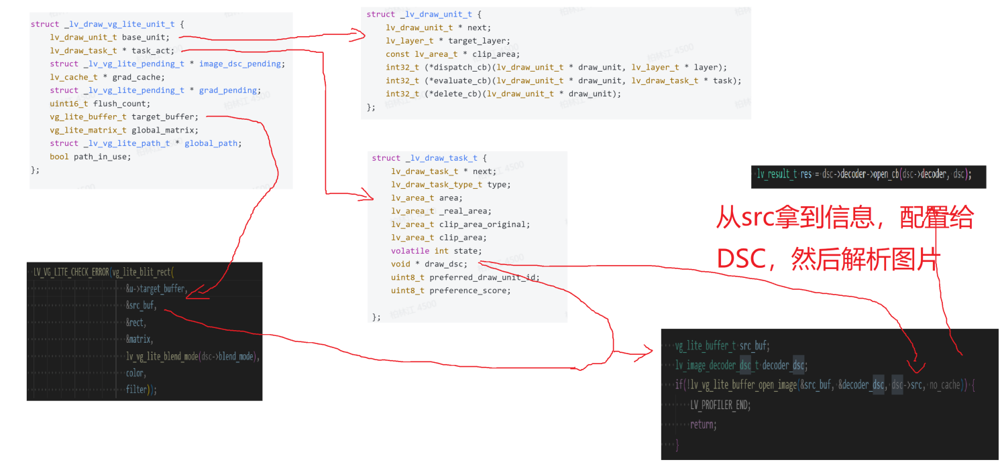 struct _lv_draw_vg_lite_unit_t {
lv_draw_unit_t base_unit;
lv_draw_task_t * task_act;
struct _lv_vg_lite_pending_t * image_dsc_pending;
lv_cache_t * grad_cache;
struct _lv_vg_lite_pending_t * grad_pending;
uint16_t flush_count;
vg_lite_buffer_t target_buffer;
vg_lite_matrix_t global_matrix;
struct _lv_vg_lite_path_t * global_path;
bool path_in_use;
};
struct _lv_draw_unit_t {
lv_draw_unit_t * next;
lv_layer_t * target_layer;
const lv_area_t * clip_area;
int32_t (*dispatch_cb)(lv_draw_unit_t * draw_unit, lv_layer_t * layer);
int32_t (*evaluate_cb)(lv_draw_unit_t * draw_unit, lv_draw_task_t * task);
int32_t (*delete_cb)(lv_draw_unit_t * draw_unit);
};
struct _lv_draw_task_t {
lv_draw_task_t * next;
lv_draw_task_type_t type;
lv_area_t area;
lv_area_t _real_area;
lv_area_t clip_area_original;
lv_area_t clip_area;
volatile int state;
void * draw_dsc;
uint8_t preferred_draw_unit_id;
uint8_t preference_score;
};
lv_result_t res = dsc->decoder->open_cb(dsc->decoder, dsc);
从src拿到信息，配置给
DSC，然后解析图片
LV_VG_LITE_CHECK_ERROR(vg_lite_blit_rect(
&u->target_buffer,
&src_buf,
&rect,
&matrix,
lv_vg_lite_blend_mode(dsc->blend_mode),
color,
filter));
vg_lite_buffer_t src_buf;
lv_image_decoder_dsc_t decoder_dsc;
if(!lv_vg_lite_buffer_open_image(&src_buf, &decoder_dsc, dsc->src, no_cache)) {
LV_PROFILER_END;
return;
}